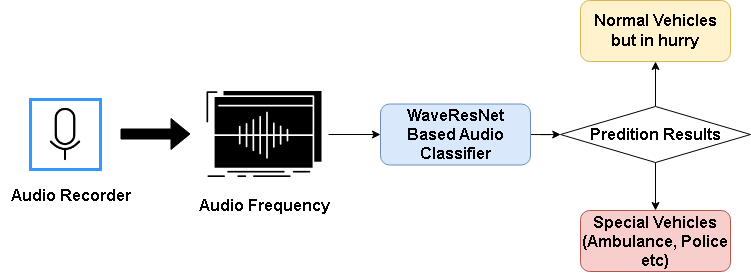 Normal Vehicles
but in hurry
WaveResNet
Based Audio
Classifier
Predition Results
Audio Recorder
Audio Frequency
Special Vehicles
(Ambulance, Police
etc)